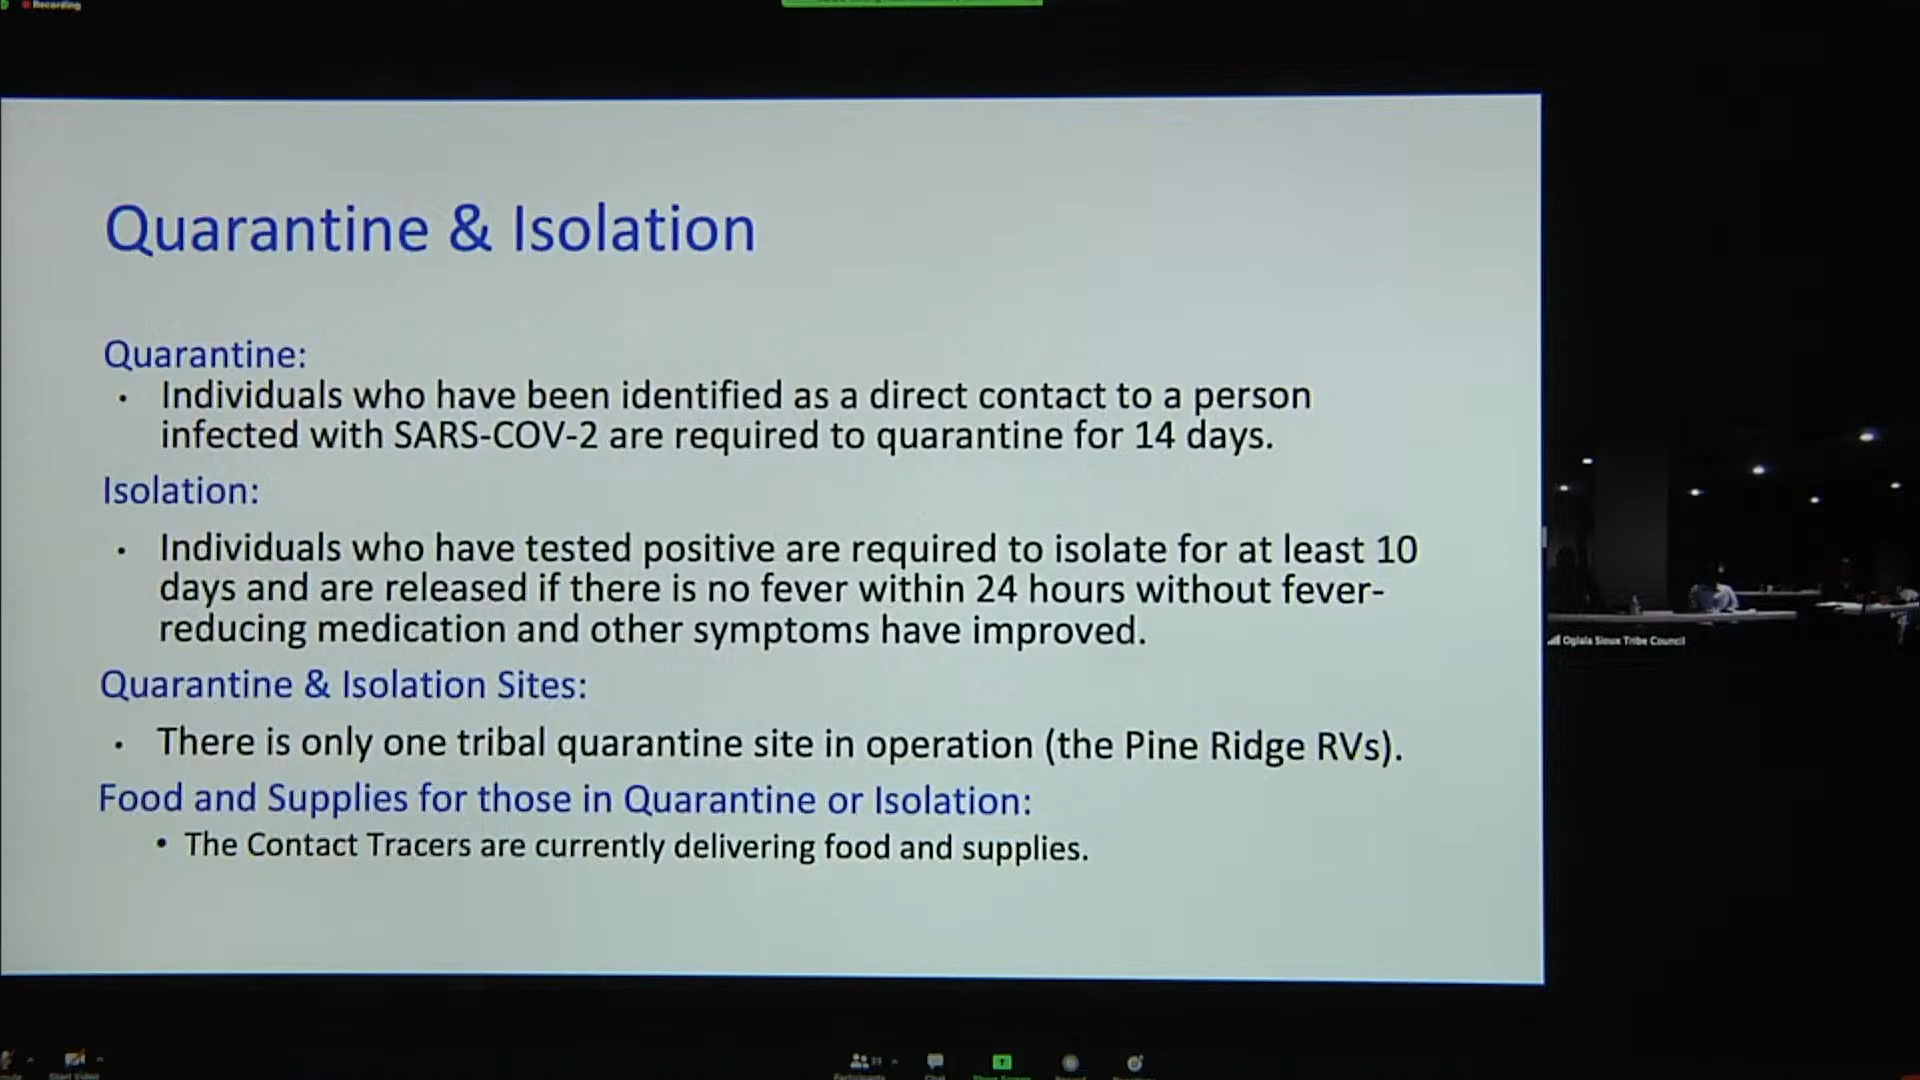 Recording
Quarantine & Isolation
Quarantine:
• Individuals who have been identified as a direct contact to a person
infected with SARS-COV-2 are required to quarantine for 14 days.
Isolation:
• Individuals who have tested positive are required to isolate for at least 10
days and are released if there is no fever within 24 hours without fever-
reducing medication and other symptoms have improved.
Quarantine & Isolation Sites:
• There is only one tribal quarantine site in operation (the Pine Ridge RVs).
Food and Supplies for those in Quarantine or Isolation:
• The Contact Tracers are currently delivering food and supplies.
Oglala Sioux Tribe Council
Start Video
Participants
Chat